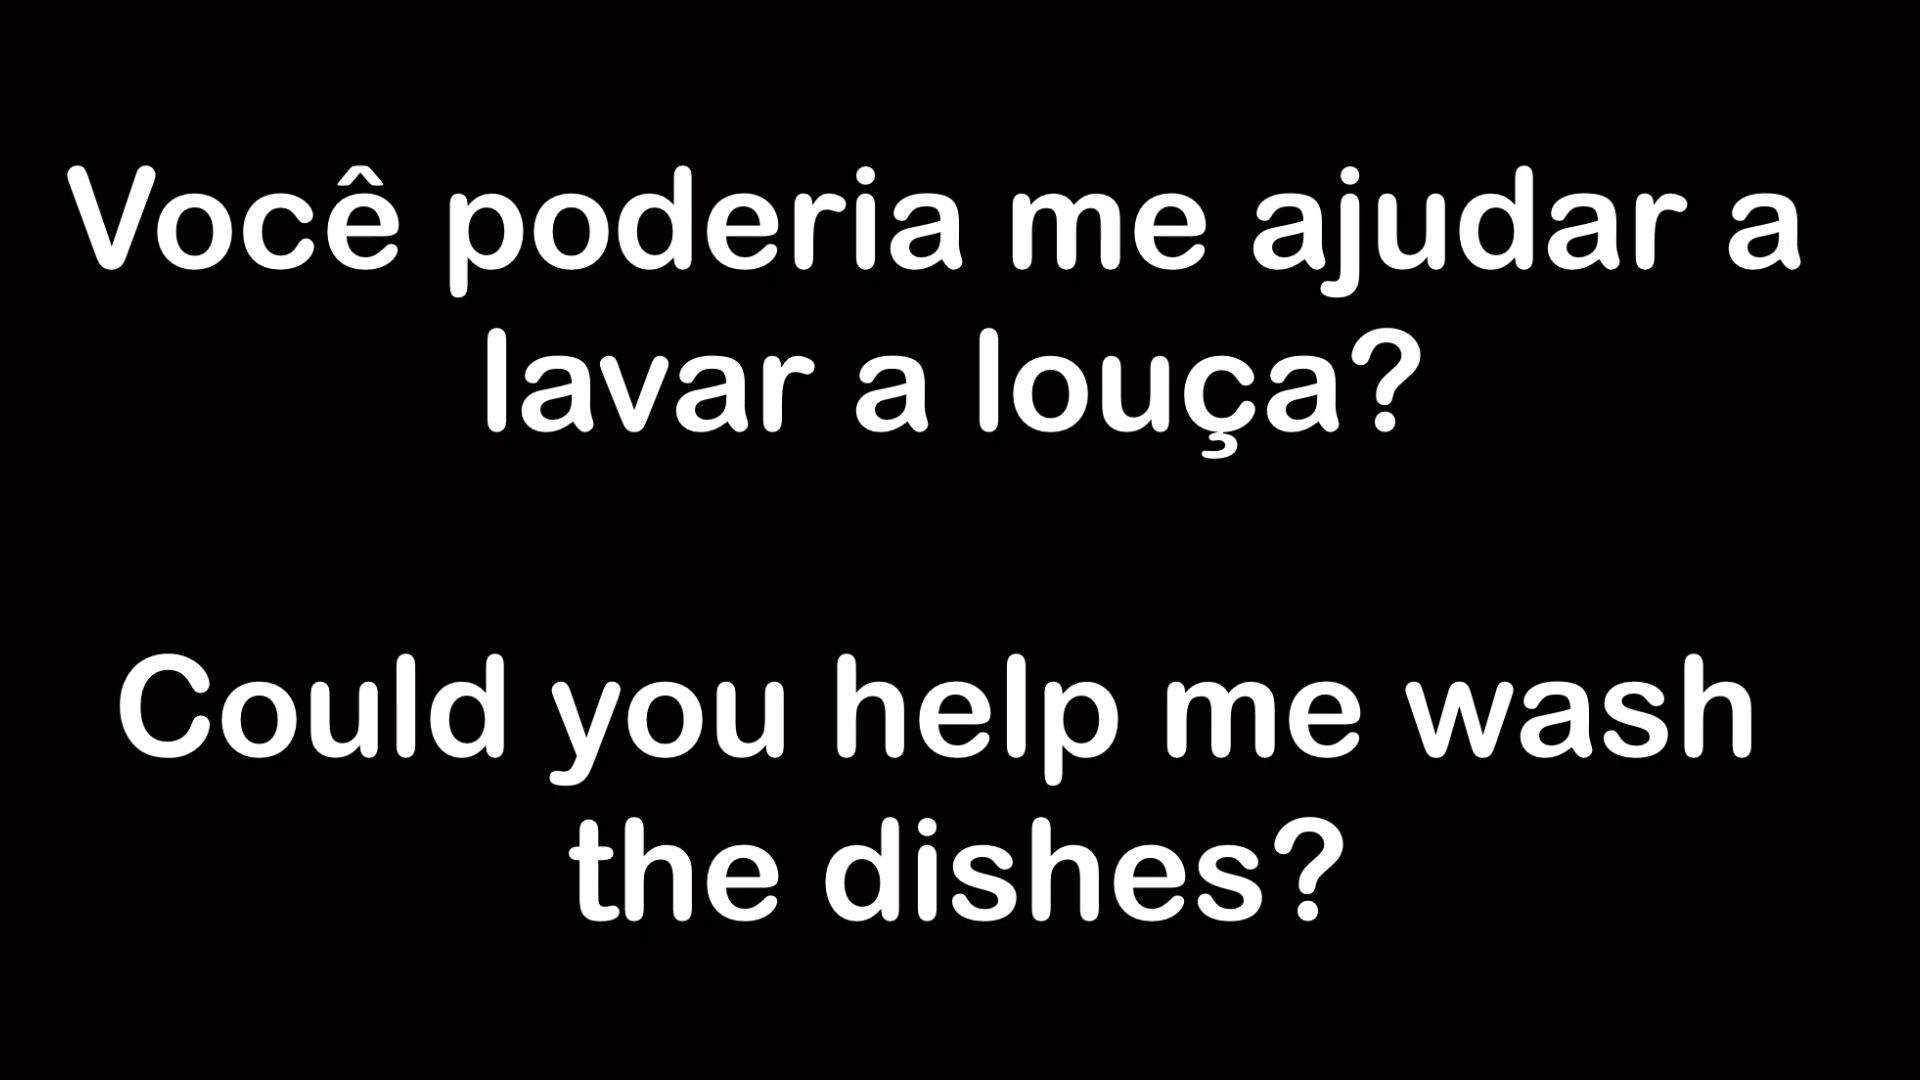 Você poderia me ajudar a
lavar a louça?
Could you help me wash
the dishes?